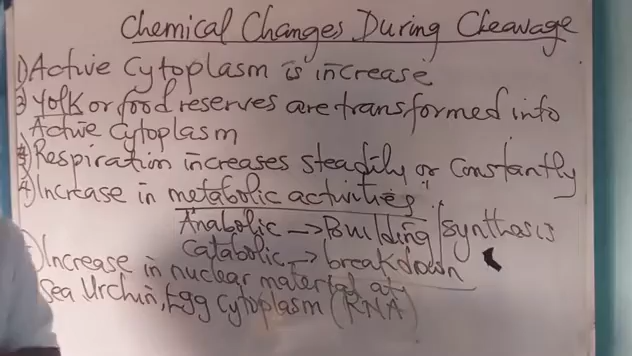 Chemical Changes During Cleavage
1) Active Cytoplasm is increase
2) Yolk or food reserves are transformed into
Active Cytoplasm
3) Respiration increases steadily or constantly
4) Increase in metabolic activities
Anabolic → Building/synthesis
Catabolic → breakdown
Increase in nuclear material
Sea Urchin, Egg cytoplasm (RNA)